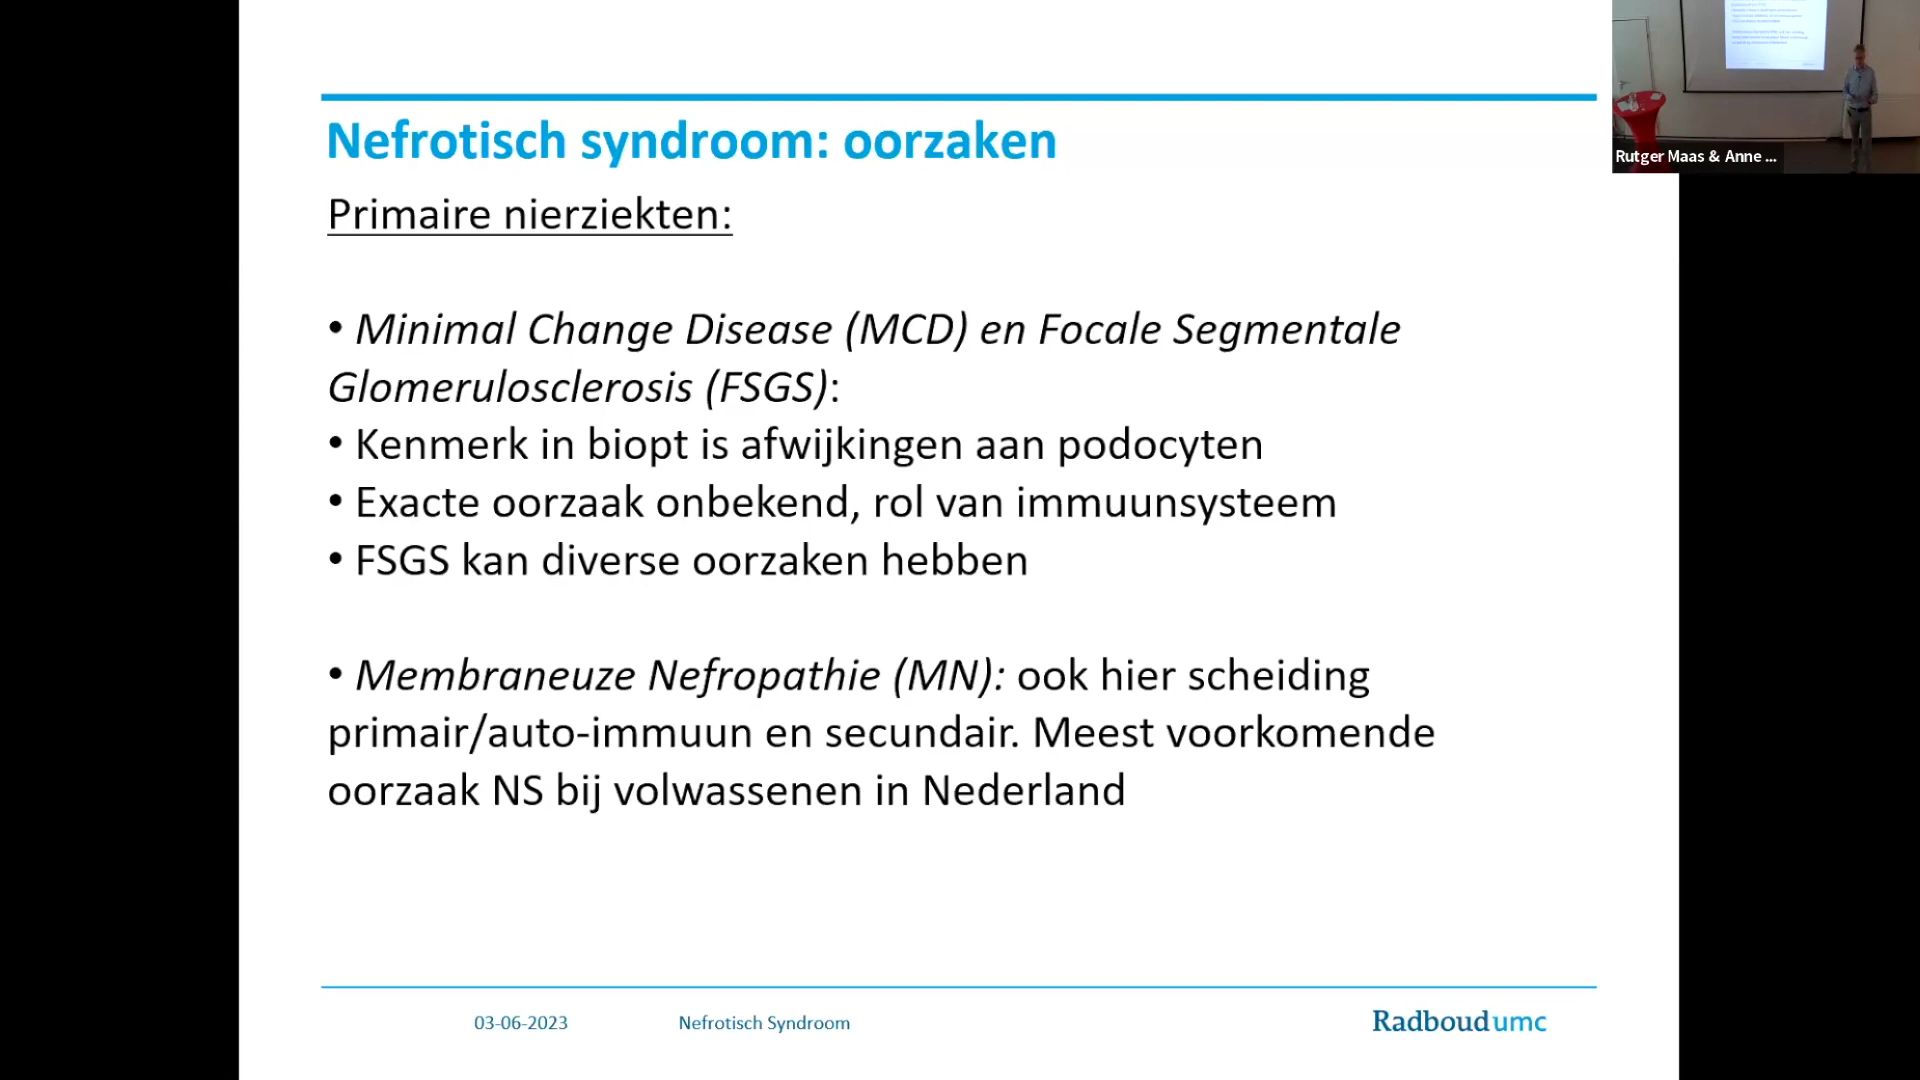 Nefrotisch syndroom: oorzaken
Primaire nierziekten:
• Minimal Change Disease (MCD) en Focale Segmentale
Glomerulosclerosis (FSGS):
• Kenmerk in biopt is afwijkingen aan podocyten
• Exacte oorzaak onbekend, rol van immuunsysteem
• FSGS kan diverse oorzaken hebben
• Membraneuze Nefropathie (MN): ook hier scheiding
primair/auto-immuun en secundair. Meest voorkomende
oorzaak NS bij volwassenen in Nederland
03-06-2023
Nefrotisch Syndroom
Radboudumc
Rutger Maas & Anne ...